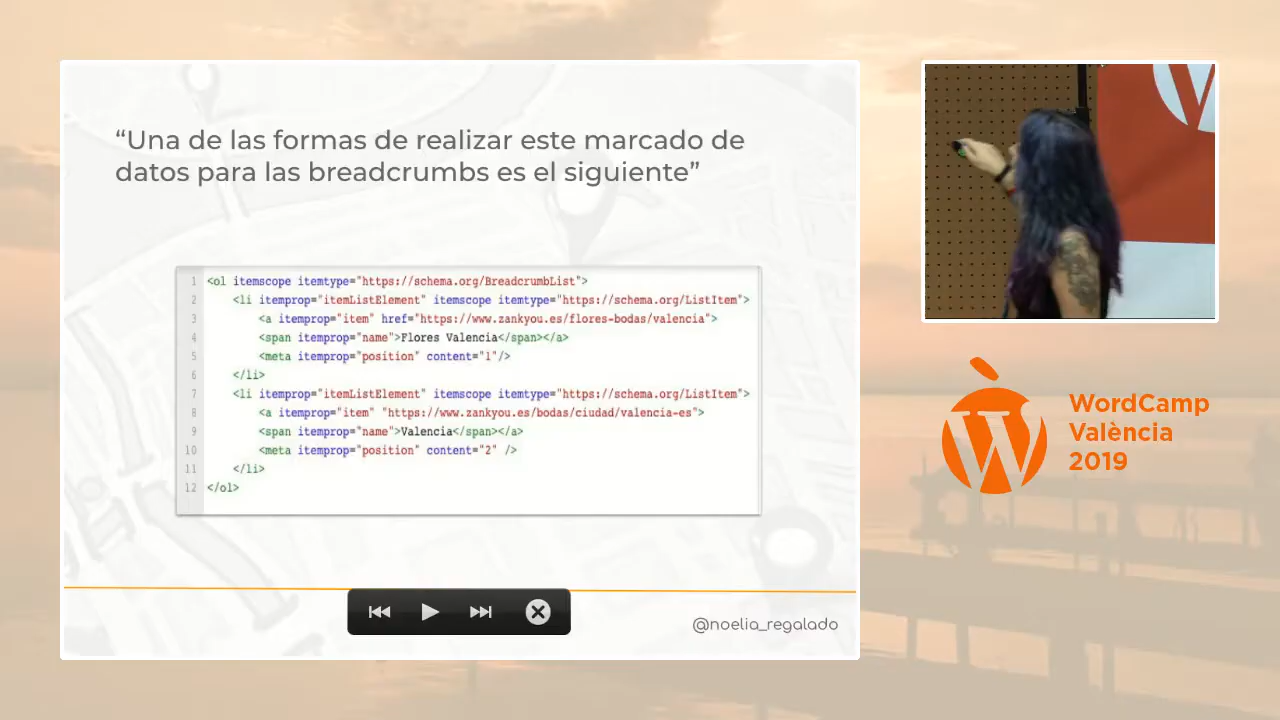 “Una de las formas de realizar este marcado de
datos para las breadcrumbs es el siguiente”
1 <ol itemscope itemtype="https://schema.org/BreadcrumbList">
2 <li itemprop="itemListElement" itemscope itemtype="https://schema.org/ListItem">
3 <a itemprop="item" href="https://www.zankyou.es/flores-bodas/valencia">
4 <span itemprop="name">Flores Valencia</span></a>
5 <meta itemprop="position" content="1"/>
6 </li>
7 <li itemprop="itemListElement" itemscope itemtype="https://schema.org/ListItem">
8 <a itemprop="item" "https://www.zankyou.es/bodas/ciudad/valencia-es">
9 <span itemprop="name">Valencia</span></a>
10 <meta itemprop="position" content="2" />
11 </li>
12 </ol>
@noelia_regalado
WordCamp
València
2019